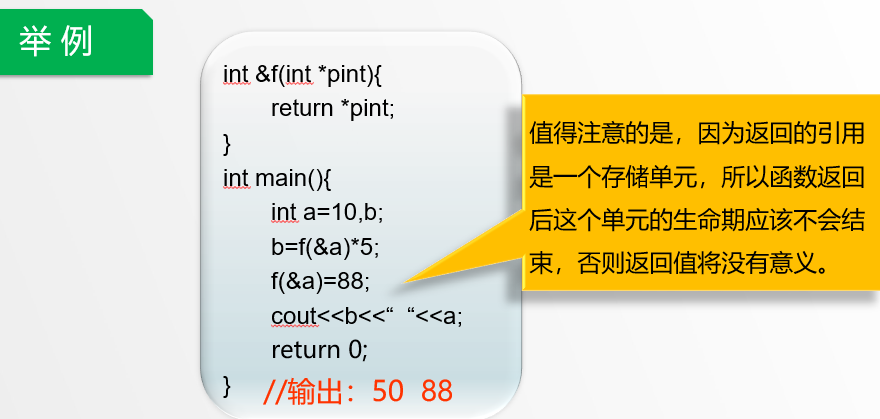 举 例
int &f(int *pint){
return *pint;
}
int main(){
int a=10,b;
b=f(&a)*5;
f(&a)=88;
cout<<b<<“  “<<a;
return 0;
}
//输出：50  88
值得注意的是，因为返回的引用
是一个存储单元，所以函数返回
后这个单元的生命期应该不会结
束，否则返回值将没有意义。